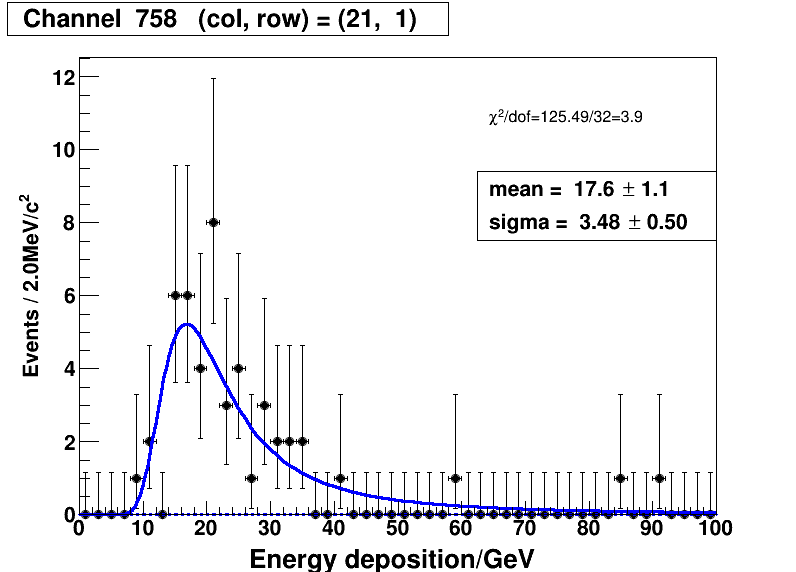 Channel 758 (col, row) = (21, 1)
χ²/dof=125.49/32=3.9
mean = 17.6 ± 1.1
sigma = 3.48 ± 0.50
Events / 2.0MeV/c²
12
10
8
6
4
2
0
0 10 20 30 40 50 60 70 80 90 100
Energy deposition/GeV